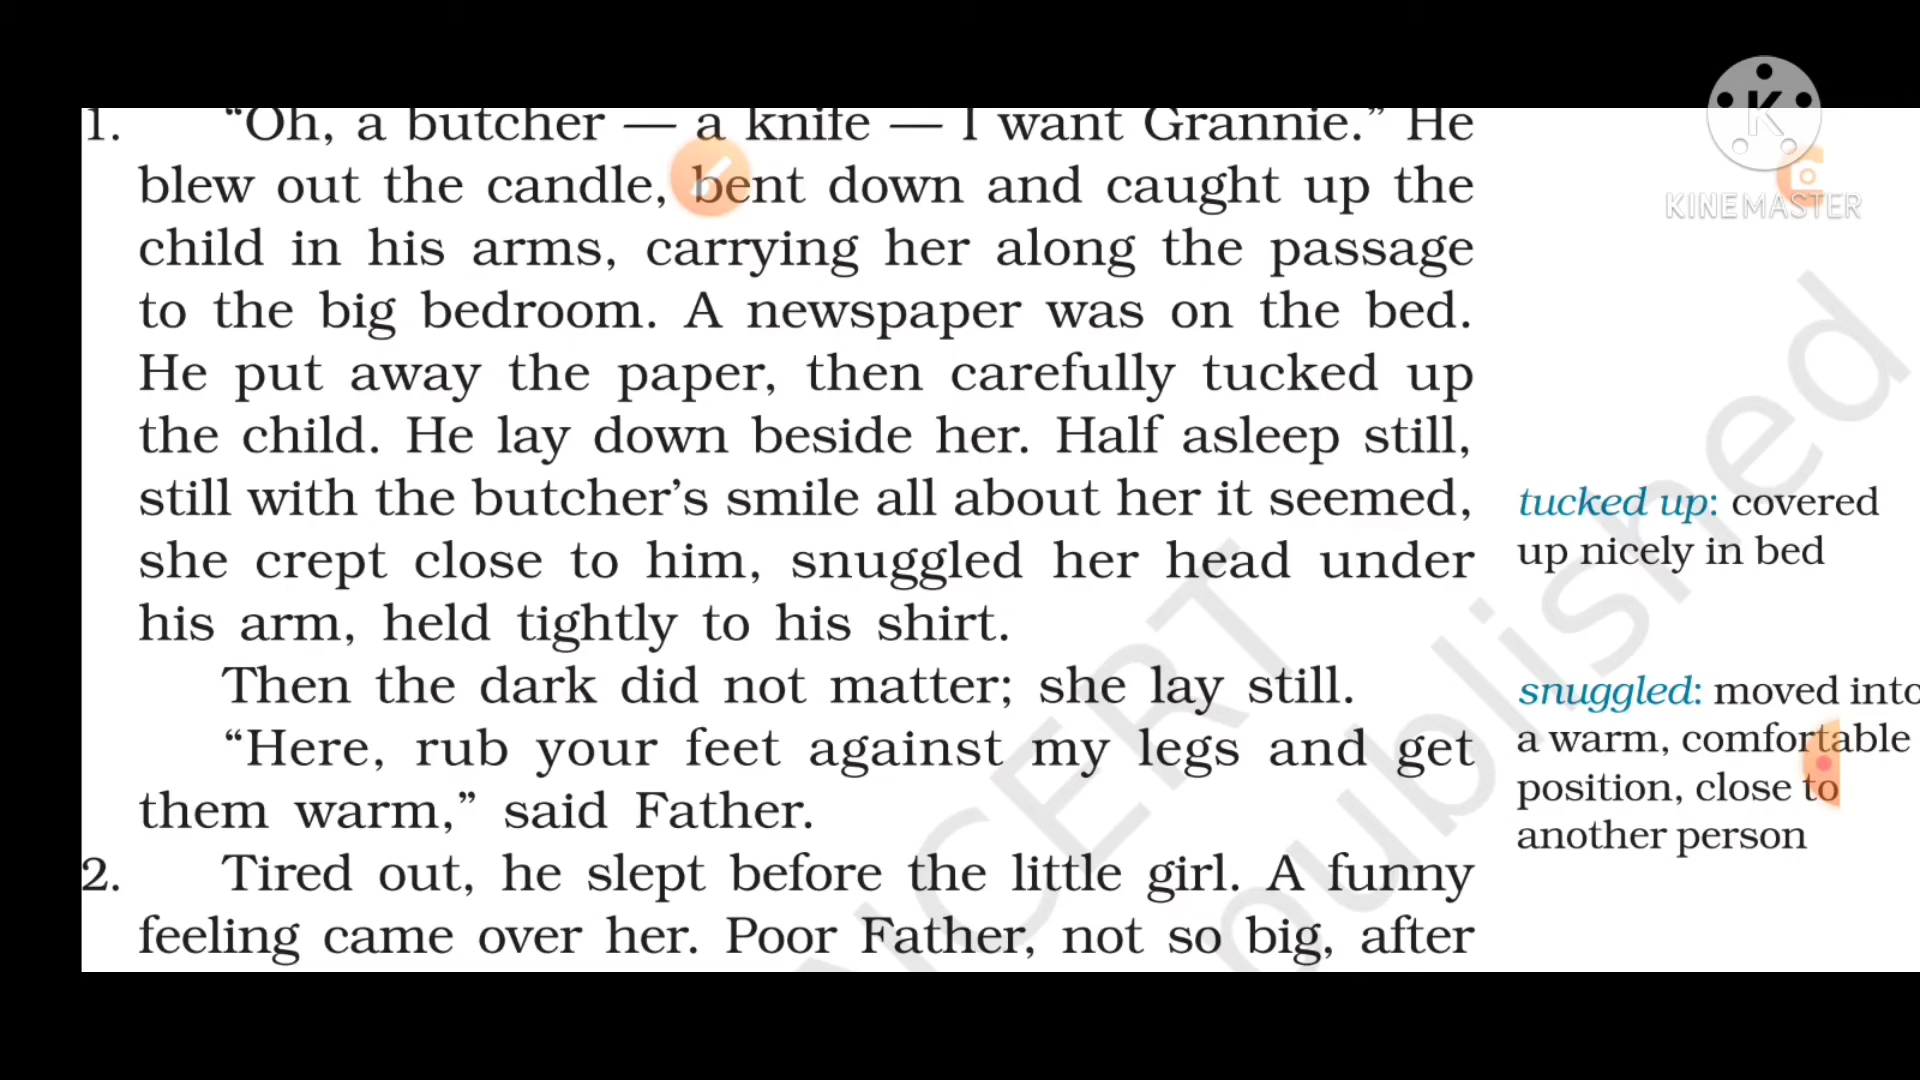 1. “Oh, a butcher — a knife — I want Grannie.” He
blew out the candle, bent down and caught up the
child in his arms, carrying her along the passage
to the big bedroom. A newspaper was on the bed.
He put away the paper, then carefully tucked up
the child. He lay down beside her. Half asleep still,
still with the butcher’s smile all about her it seemed,
she crept close to him, snuggled her head under
his arm, held tightly to his shirt.
Then the dark did not matter; she lay still.
“Here, rub your feet against my legs and get
them warm,” said Father.
2. Tired out, he slept before the little girl. A funny
feeling came over her. Poor Father, not so big, after
tucked up: covered
up nicely in bed
snuggled: moved into
a warm, comfortable
position, close to
another person
K
KINEMASTER
NCERT
published